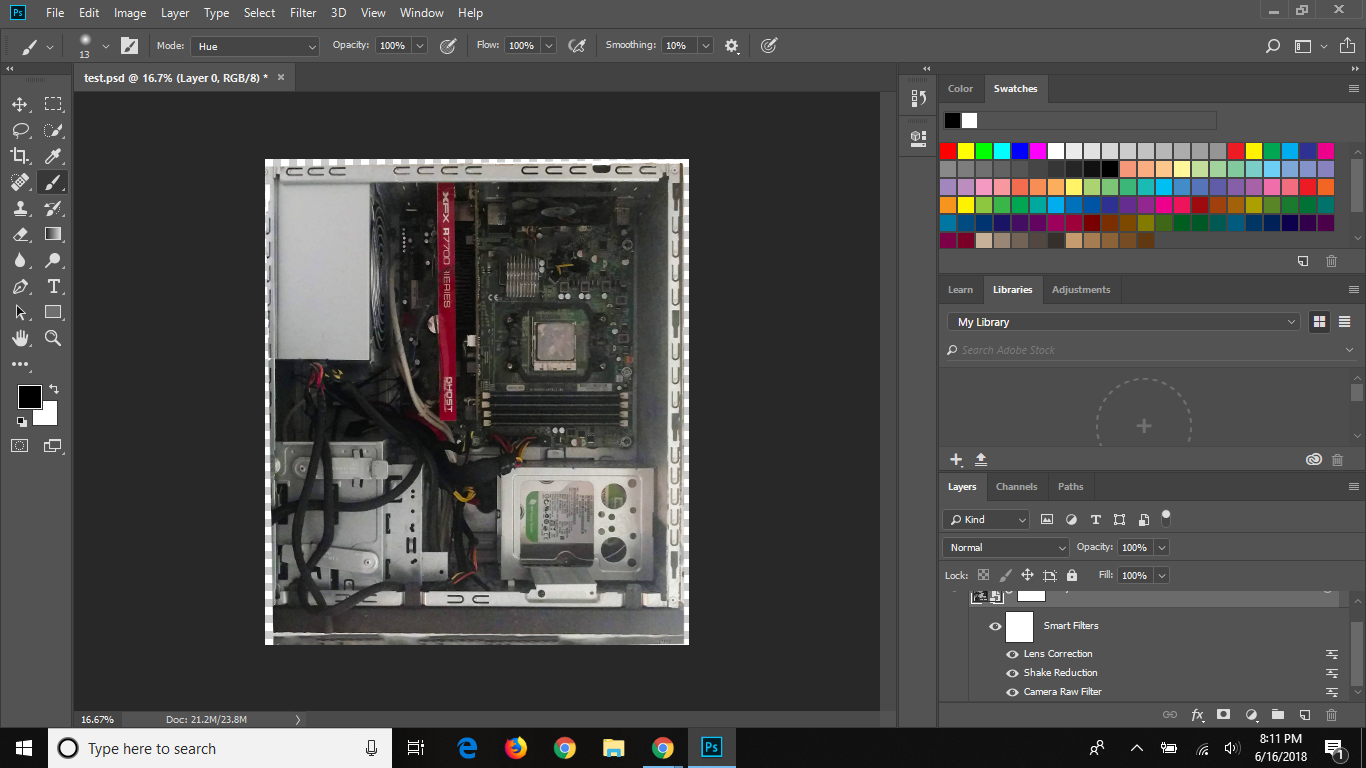 Ps File Edit Image Layer Type Select Filter 3D View Window Help
13 Mode: Hue Opacity: 100% Flow: 100% Smoothing: 10%
test.psd @ 16.7% (Layer 0, RGB/8) * ×
Color Swatches
XFX R7700 SERIES
GHOST
Learn Libraries Adjustments
My Library
Search Adobe Stock
Layers Channels Paths
Kind
Normal Opacity: 100%
Lock: Fill: 100%
Smart Filters
Lens Correction
Shake Reduction
Camera Raw Filter
16.67% Doc: 21.2M/23.8M
Type here to search
Ps
8:11 PM
6/16/2018
1